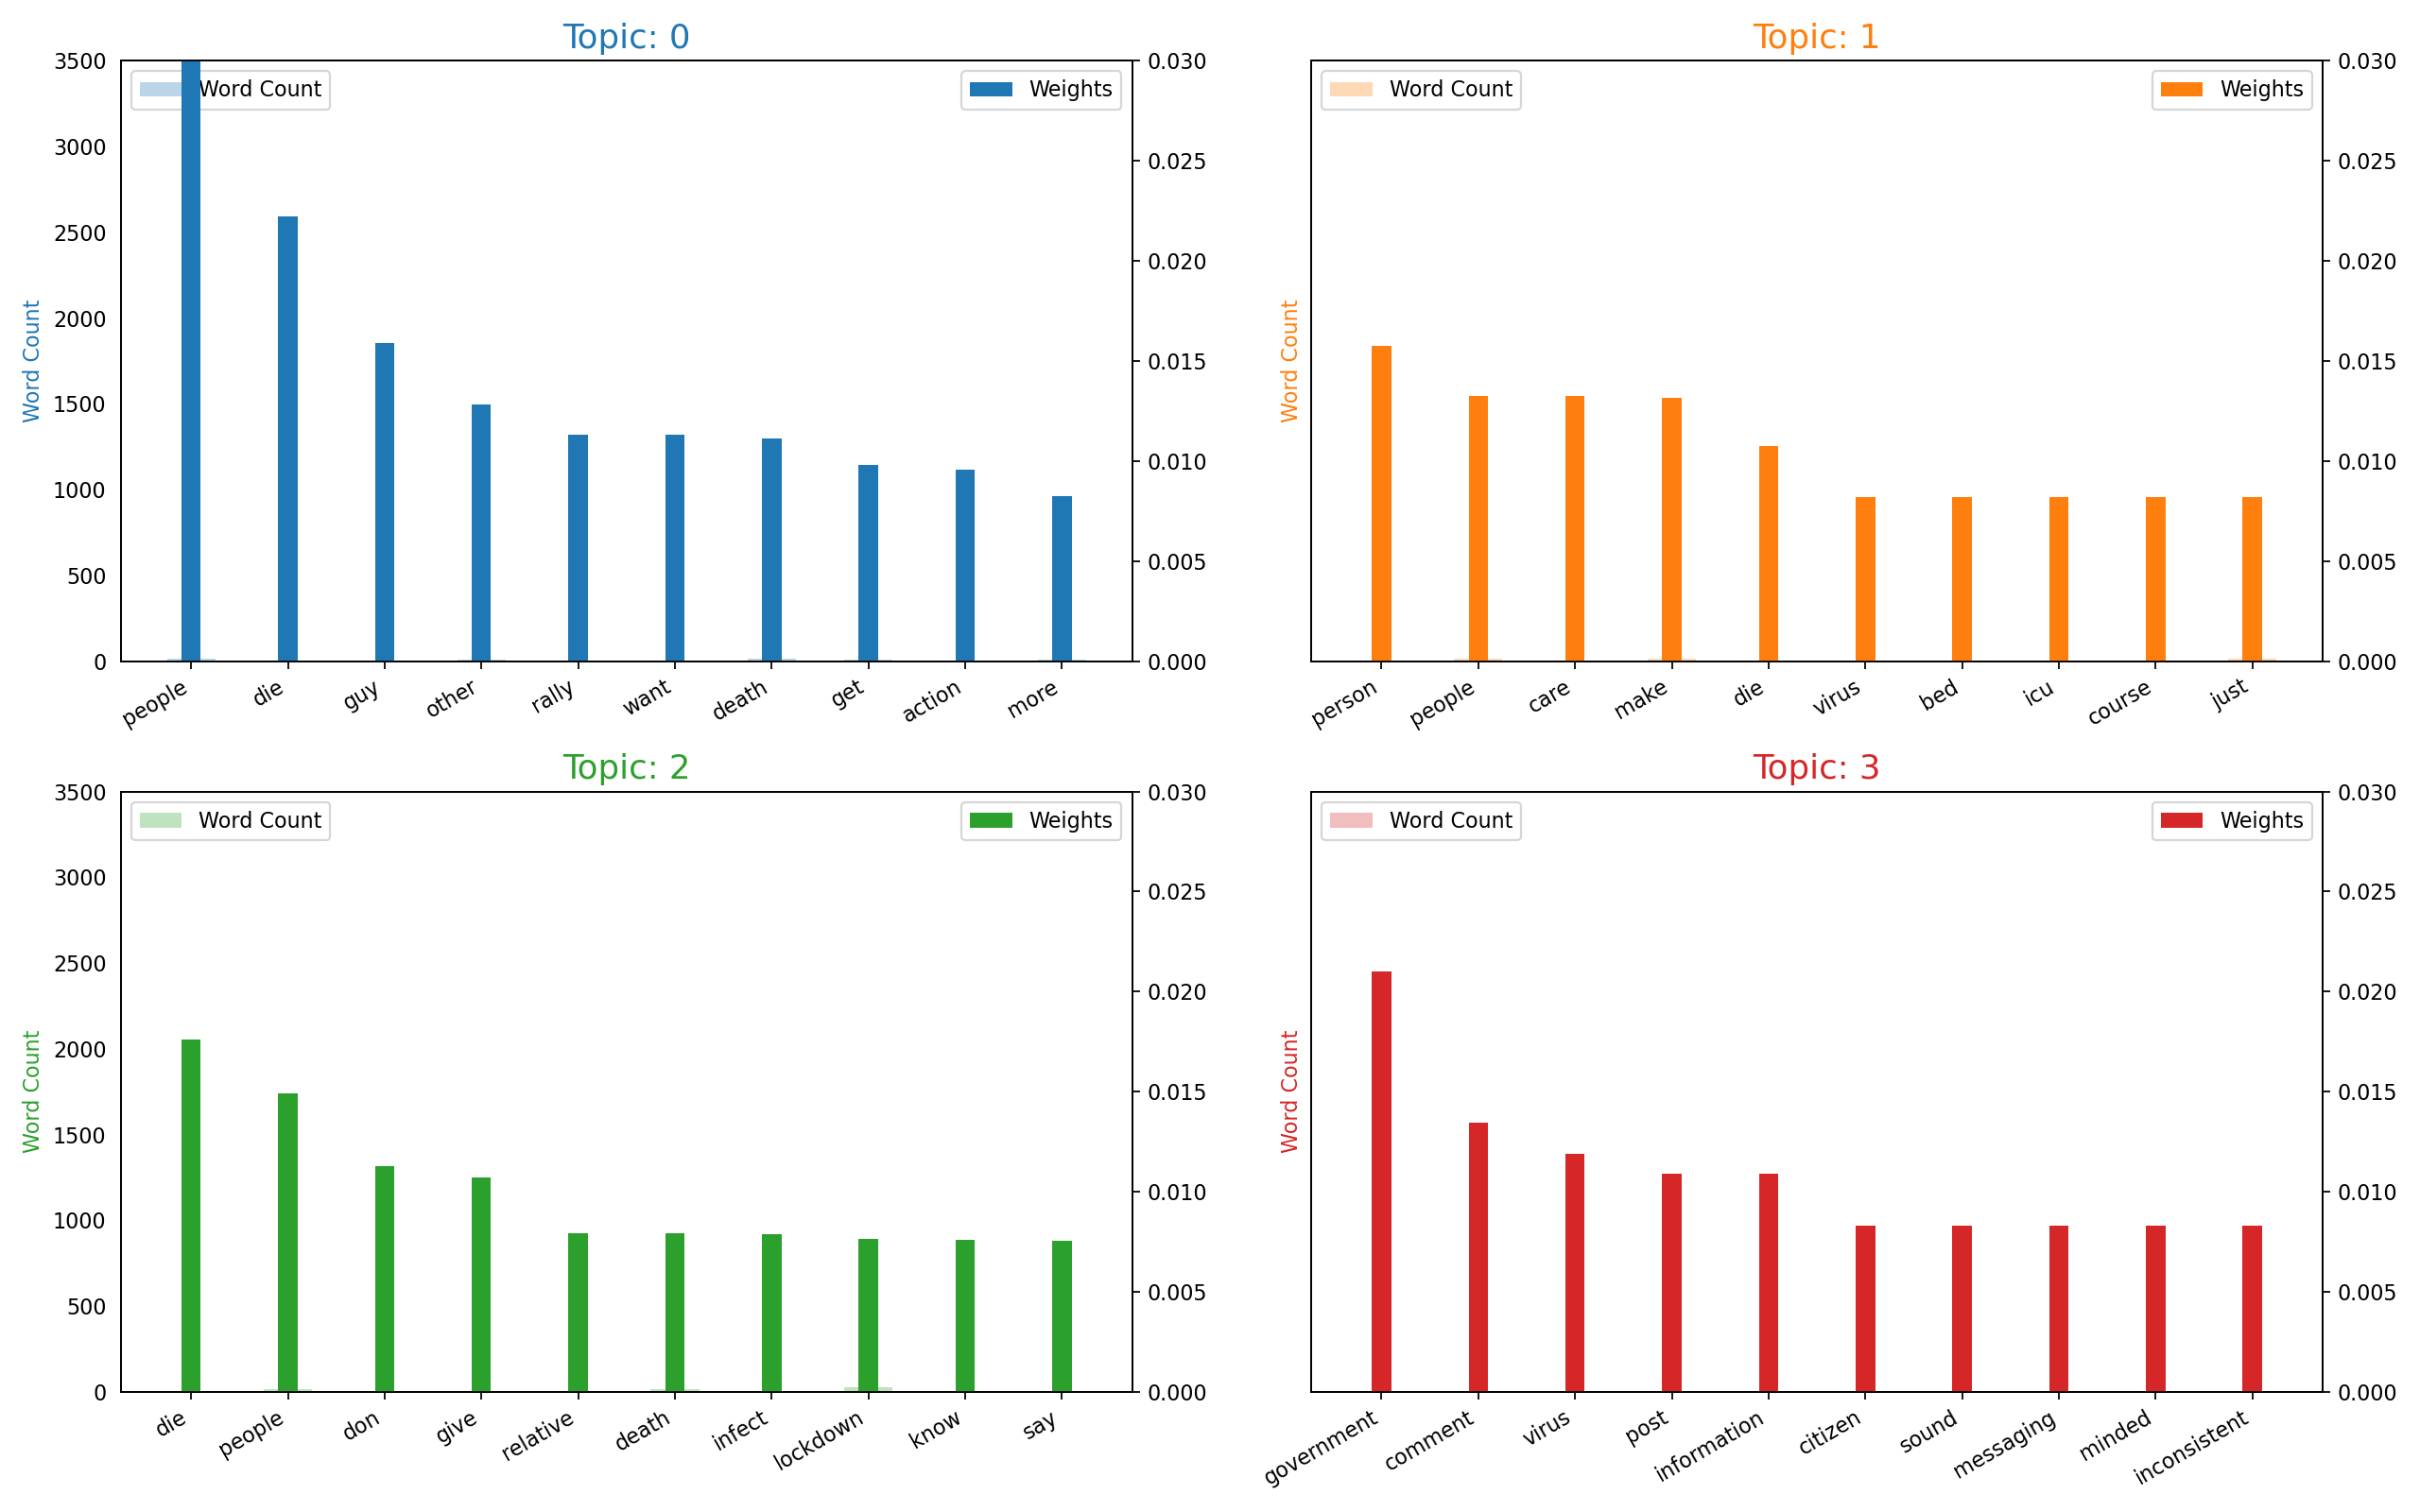 Topic: 0
3500
3000
2500
2000
1500
1000
500
0
Word Count
Word Count
Weights
0.030
0.025
0.020
0.015
0.010
0.005
0.000
people
die
guy
other
rally
want
death
get
action
more
Topic: 1
Word Count
Word Count
Weights
0.030
0.025
0.020
0.015
0.010
0.005
0.000
person
people
care
make
die
virus
bed
icu
course
just
Topic: 2
3500
3000
2500
2000
1500
1000
500
0
Word Count
Word Count
Weights
0.030
0.025
0.020
0.015
0.010
0.005
0.000
die
people
don
give
relative
death
infect
lockdown
know
say
Topic: 3
Word Count
Word Count
Weights
0.030
0.025
0.020
0.015
0.010
0.005
0.000
government
comment
virus
post
information
citizen
sound
messaging
minded
inconsistent